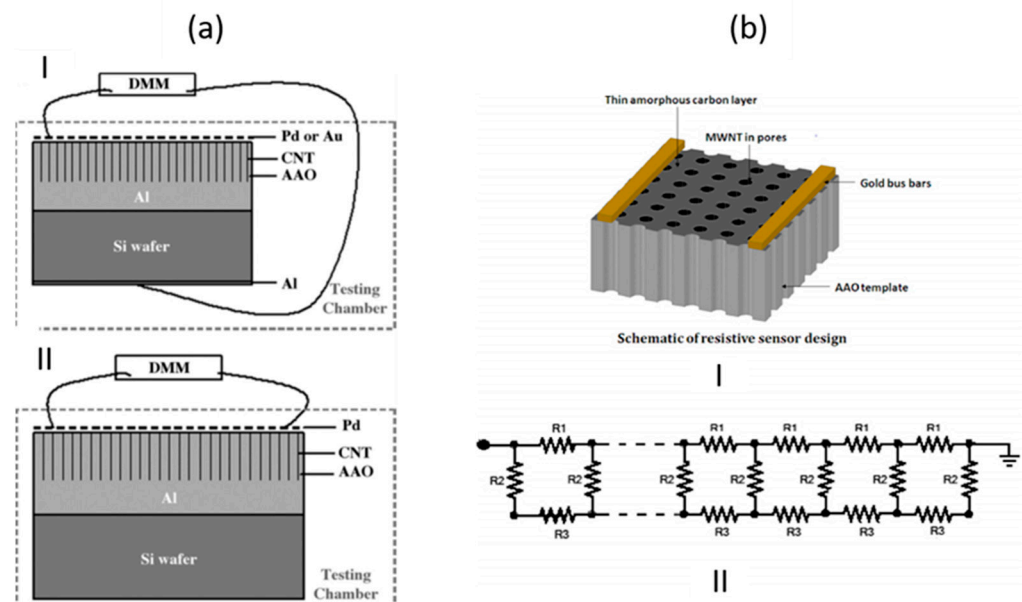 (a)
I
DMM
Pd or Au
CNT
AAO
Al
Si wafer
Al
Testing
Chamber
II
DMM
Pd
CNT
AAO
Al
Si wafer
Testing
Chamber
(b)
Thin amorphous carbon layer
MWNT in pores
Gold bus bars
AAO template
Schematic of resistive sensor design
I
R1 R1 R1 R1 R1
R2 R2 R2 R2 R2 R2 R2
R3 R3 R3 R3 R3
II